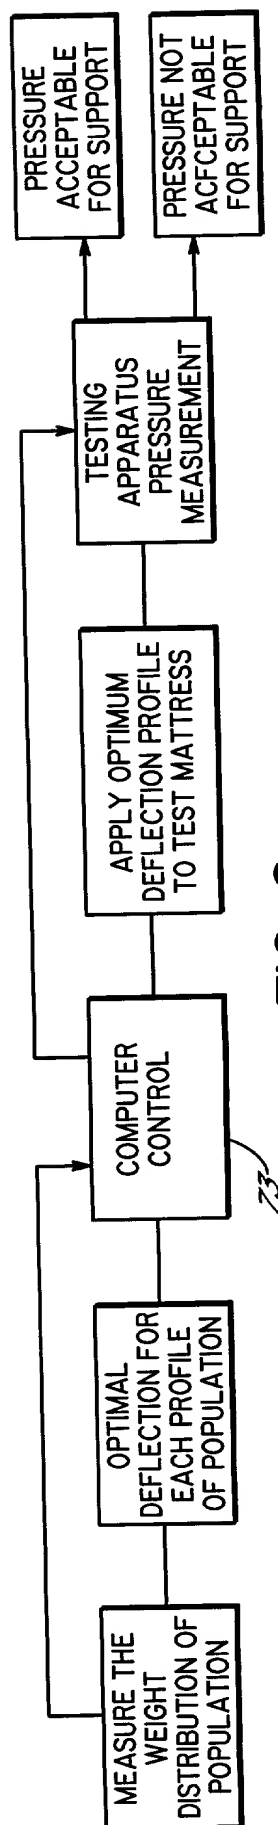 MEASURE THE
WEIGHT
DISTRIBUTION OF
POPULATION
OPTIMAL
DEFLECTION FOR
EACH PROFILE
OF POPULATION
COMPUTER
CONTROL
73
APPLY OPTIMUM
DEFLECTION PROFILE
TO TEST MATTRESS
TESTING
APPARATUS
PRESSURE
MEASUREMENT
PRESSURE
ACCEPTABLE
FOR SUPPORT
PRESSURE NOT
ACFCEPTABLE
FOR SUPPORT